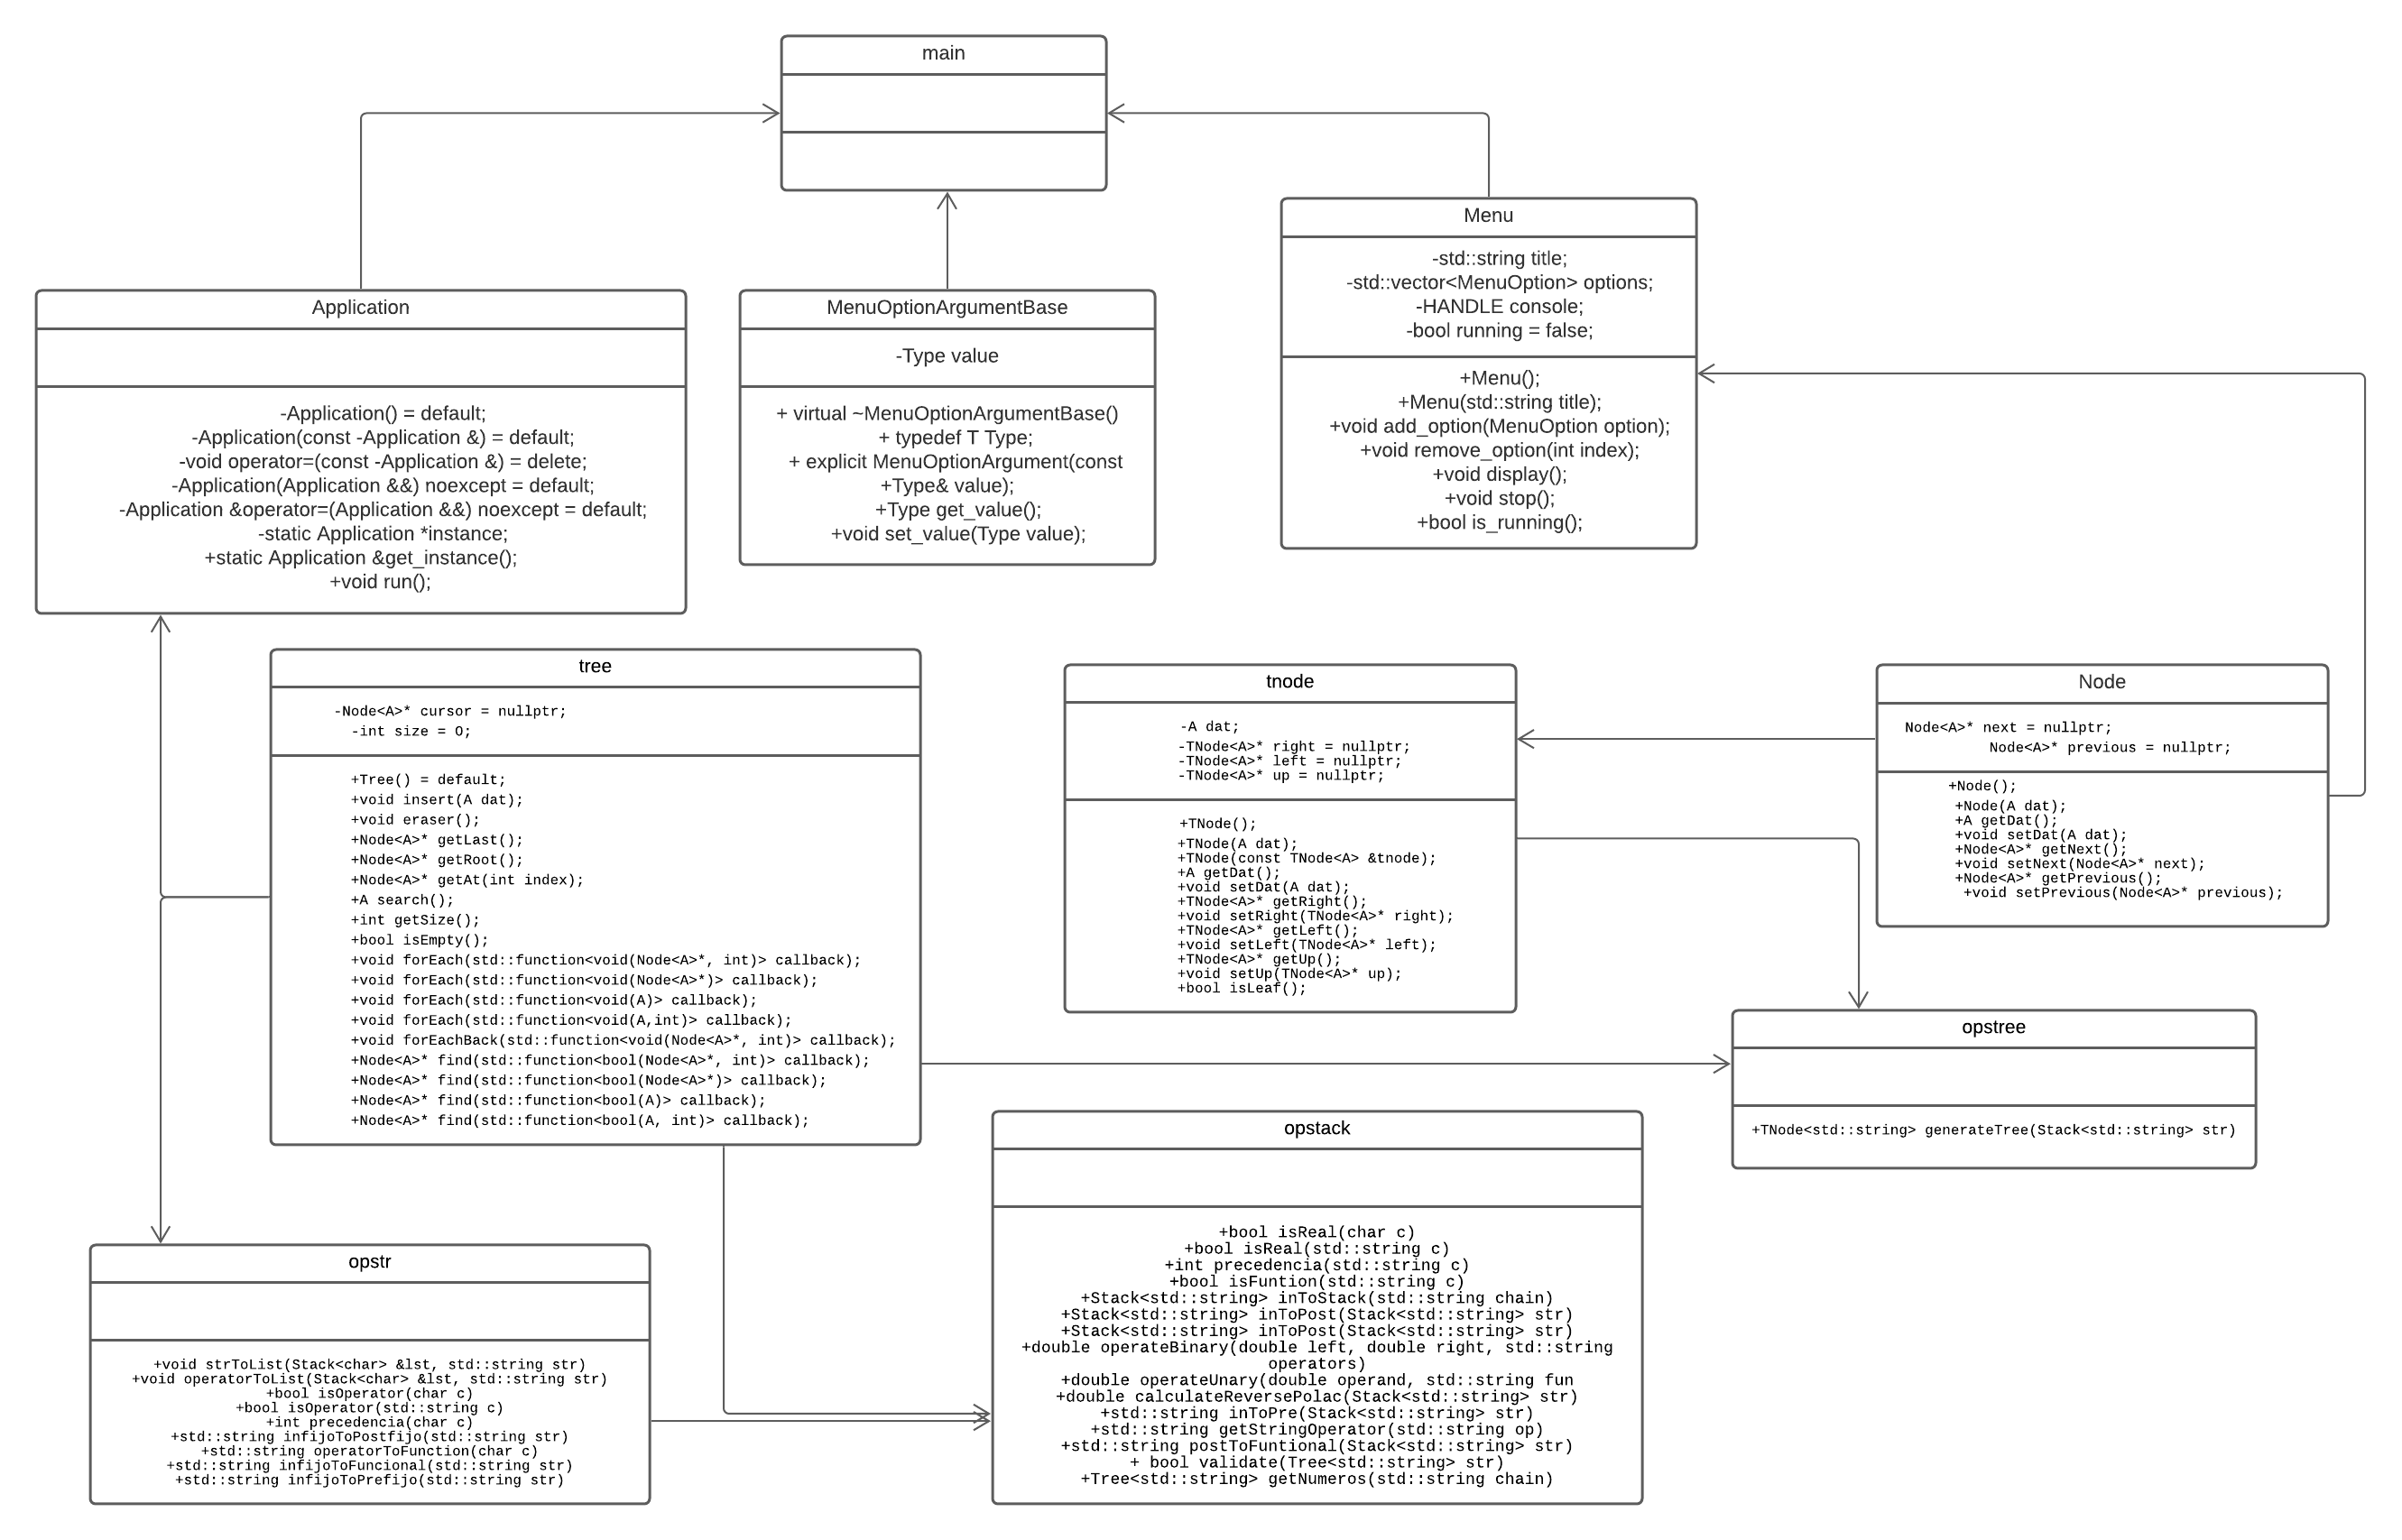 main
Application
-Application() = default;
-Application(const -Application &) = default;
-void operator=(const -Application &) = delete;
-Application(Application &&) noexcept = default;
-Application &operator=(Application &&) noexcept = default;
-static Application *instance;
+static Application &get_instance();
+void run();
MenuOptionArgumentBase
-Type value
+ virtual ~MenuOptionArgumentBase()
+ typedef T Type;
+ explicit MenuOptionArgument(const
+Type& value);
+Type get_value();
+void set_value(Type value);
Menu
-std::string title;
-std::vector<MenuOption> options;
-HANDLE console;
-bool running = false;
+Menu();
+Menu(std::string title);
+void add_option(MenuOption option);
+void remove_option(int index);
+void display();
+void stop();
+bool is_running();
tree
-Node<A>* cursor = nullptr;
-int size = 0;
+Tree() = default;
+void insert(A dat);
+void eraser();
+Node<A>* getLast();
+Node<A>* getRoot();
+Node<A>* getAt(int index);
+A search();
+int getSize();
+bool isEmpty();
+void forEach(std::function<void(Node<A>*, int)> callback);
+void forEach(std::function<void(Node<A>*)> callback);
+void forEach(std::function<void(A)> callback);
+void forEach(std::function<void(A,int)> callback);
+void forEachBack(std::function<void(Node<A>*, int)> callback);
+Node<A>* find(std::function<bool(Node<A>*, int)> callback);
+Node<A>* find(std::function<bool(Node<A>*)> callback);
+Node<A>* find(std::function<bool(A)> callback);
+Node<A>* find(std::function<bool(A, int)> callback);
tnode
-A dat;
-TNode<A>* right = nullptr;
-TNode<A>* left = nullptr;
-TNode<A>* up = nullptr;
+TNode();
+TNode(A dat);
+TNode(const TNode<A> &tnode);
+A getDat();
+void setDat(A dat);
+TNode<A>* getRight();
+void setRight(TNode<A>* right);
+TNode<A>* getLeft();
+void setLeft(TNode<A>* left);
+TNode<A>* getUp();
+void setUp(TNode<A>* up);
+bool isLeaf();
Node
Node<A>* next = nullptr;
Node<A>* previous = nullptr;
+Node();
+Node(A dat);
+A getDat();
+void setDat(A dat);
+Node<A>* getNext();
+void setNext(Node<A>* next);
+Node<A>* getPrevious();
+void setPrevious(Node<A>* previous);
opstree
+TNode<std::string> generateTree(Stack<std::string> str)
opstack
+bool isReal(char c)
+bool isReal(std::string c)
+int precedencia(std::string c)
+bool isFuntion(std::string c)
+Stack<std::string> inToStack(std::string chain)
+Stack<std::string> inToPost(Stack<std::string> str)
+Stack<std::string> inToPost(Stack<std::string> str)
+double operateBinary(double left, double right, std::string
operators)
+double operateUnary(double operand, std::string fun
+double calculateReversePolac(Stack<std::string> str)
+std::string inToPre(Stack<std::string> str)
+std::string getStringOperator(std::string op)
+std::string postToFuntional(Stack<std::string> str)
+ bool validate(Tree<std::string> str)
+Tree<std::string> getNumeros(std::string chain)
opstr
+void strToList(Stack<char> &lst, std::string str)
+void operatorToList(Stack<char> &lst, std::string str)
+bool isOperator(char c)
+bool isOperator(std::string c)
+int precedencia(char c)
+std::string infijoToPostfijo(std::string str)
+std::string operatorToFunction(char c)
+std::string infijoToFuncional(std::string str)
+std::string infijoToPrefijo(std::string str)